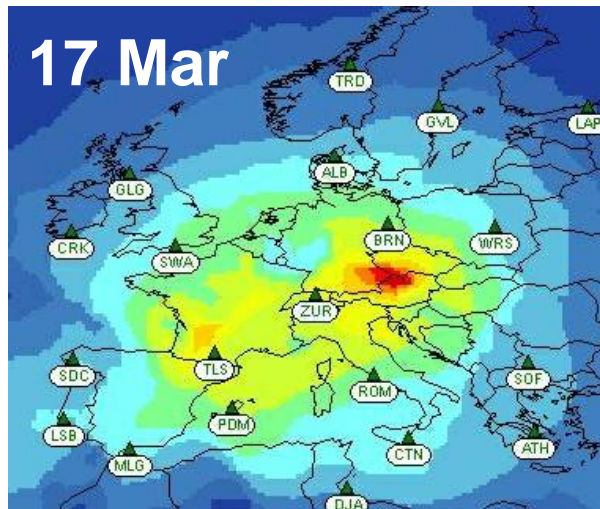 17 Mar
TRD
GVL
LAP
ALB
GLG
CRK
SWA
BRN
WRS
ZUR
SDC
TLS
ROM
SOF
LSB
PDM
MLG
CTN
ATH
DJA